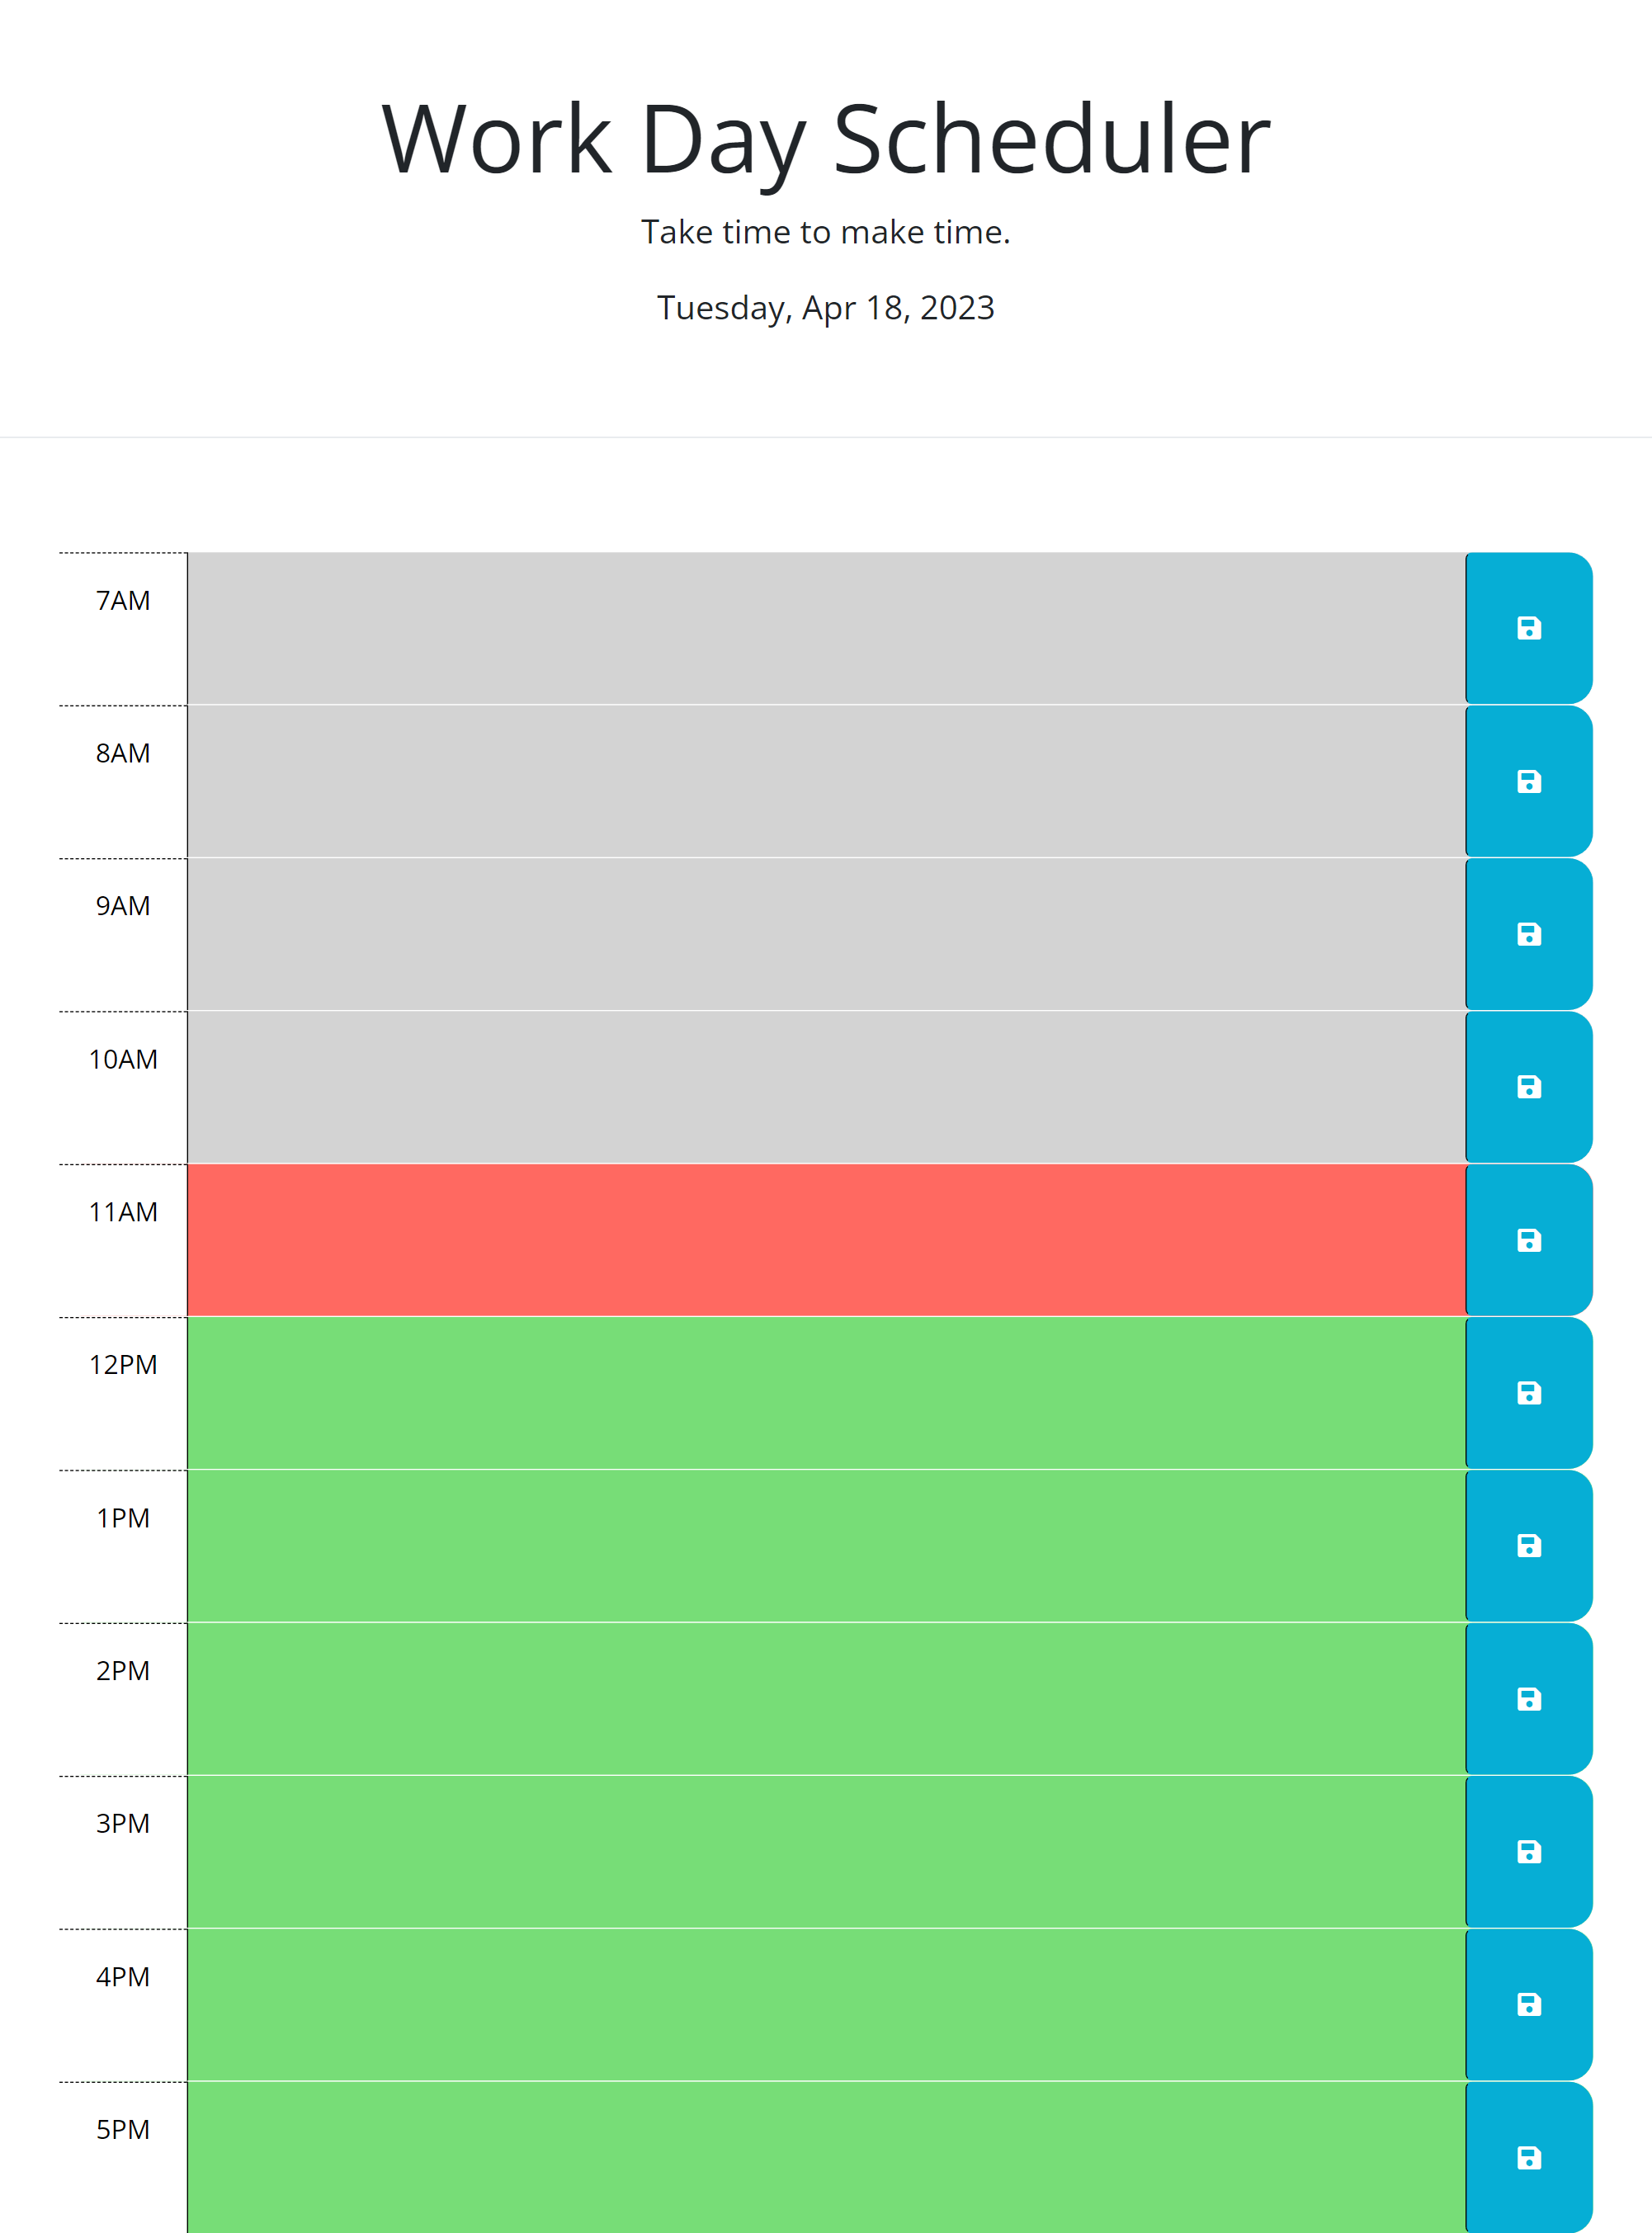 Work Day Scheduler
Take time to make time.
Tuesday, Apr 18, 2023
7AM
8AM
9AM
10AM
11AM
12PM
1PM
2PM
3PM
4PM
5PM